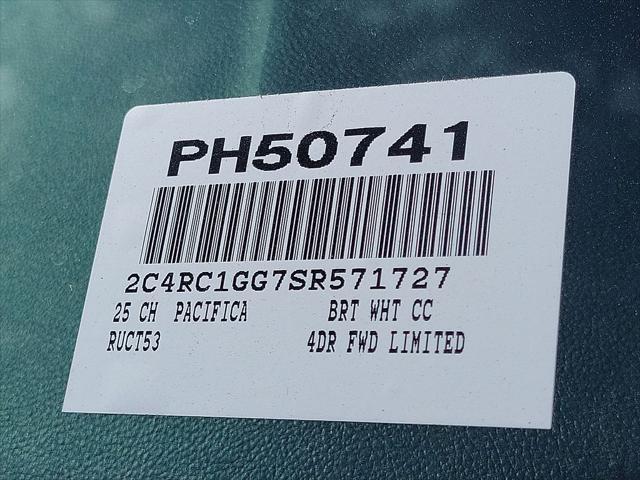 PH50741
2C4RC1GG7SR571727
25 CH PACIFICA BRT WHT CC
RUCT53 4DR FWD LIMITED